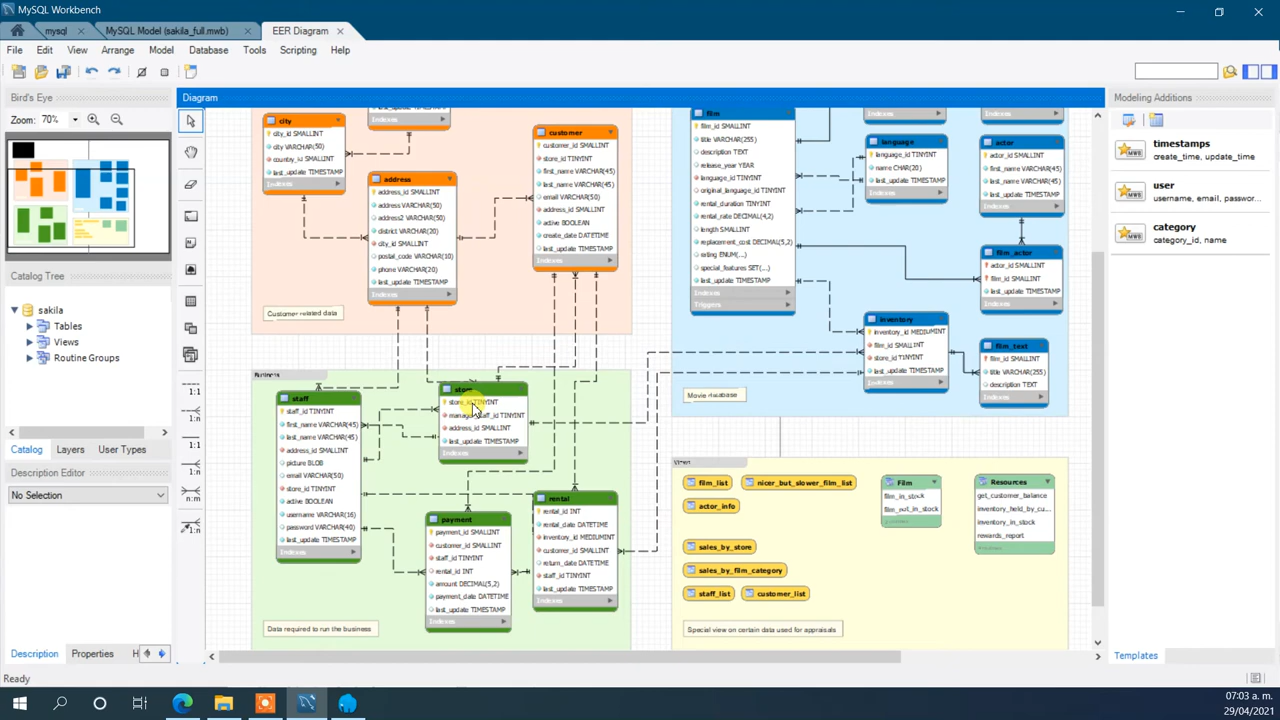 MySQL Workbench
mysql
MySQL Model (sakila_full.mwb)
EER Diagram
File Edit View Arrange Model Database Tools Scripting Help
Bird's Eye
Zoom: 70%
Catalog Tree
sakila
Tables
Views
Routine Groups
Catalog Layers User Types
Description Editor
No Selection
Description Properties H
Ready
1:1
1:n
1:1
1:n
n:m
Diagram
city
city_id SMALLINT
city VARCHAR(50)
country_id SMALLINT
last_update TIMESTAMP
Indexes
Indexes
address
address_id SMALLINT
address VARCHAR(50)
address2 VARCHAR(50)
district VARCHAR(20)
city_id SMALLINT
postal_code VARCHAR(10)
phone VARCHAR(20)
last_update TIMESTAMP
Indexes
customer
customer_id SMALLINT
store_id TINYINT
first_name VARCHAR(45)
last_name VARCHAR(45)
email VARCHAR(50)
address_id SMALLINT
active BOOLEAN
create_date DATETIME
last_update TIMESTAMP
Indexes
Customer related data
film
film_id SMALLINT
title VARCHAR(255)
description TEXT
release_year YEAR
language_id TINYINT
original_language_id TINYINT
rental_duration TINYINT
rental_rate DECIMAL(4,2)
length SMALLINT
replacement_cost DECIMAL(5,2)
rating ENUM(...)
special_features SET(...)
last_update TIMESTAMP
Indexes
Triggers
Indexes
language
language_id TINYINT
name CHAR(20)
last_update TIMESTAMP
Indexes
Indexes
actor
actor_id SMALLINT
first_name VARCHAR(45)
last_name VARCHAR(45)
last_update TIMESTAMP
Indexes
film_actor
actor_id SMALLINT
film_id SMALLINT
last_update TIMESTAMP
Indexes
inventory
inventory_id MEDIUMINT
film_id SMALLINT
store_id TINYINT
last_update TIMESTAMP
Indexes
film_text
film_id SMALLINT
title VARCHAR(255)
description TEXT
Indexes
Movie database
Business
staff
staff_id TINYINT
first_name VARCHAR(45)
last_name VARCHAR(45)
address_id SMALLINT
picture BLOB
email VARCHAR(50)
store_id TINYINT
active BOOLEAN
username VARCHAR(16)
password VARCHAR(40)
last_update TIMESTAMP
Indexes
store
store_id TINYINT
manager_staff_id TINYINT
address_id SMALLINT
last_update TIMESTAMP
Indexes
payment
payment_id SMALLINT
customer_id SMALLINT
staff_id TINYINT
rental_id INT
amount DECIMAL(5,2)
payment_date DATETIME
last_update TIMESTAMP
Indexes
rental
rental_id INT
rental_date DATETIME
inventory_id MEDIUMINT
customer_id SMALLINT
return_date DATETIME
staff_id TINYINT
last_update TIMESTAMP
Indexes
Data required to run the business
Views
film_list
nicer_but_slower_film_list
actor_info
sales_by_store
sales_by_film_category
staff_list
customer_list
Film
film_in_stock
film_not_in_stock
Resources
get_customer_balance
inventory_held_by_cu...
inventory_in_stock
rewards_report
Special view on certain data used for appraisals
Modeling Additions
timestamps
create_time, update_time
user
username, email, passwor...
category
category_id, name
Templates
07:03 a. m.
29/04/2021